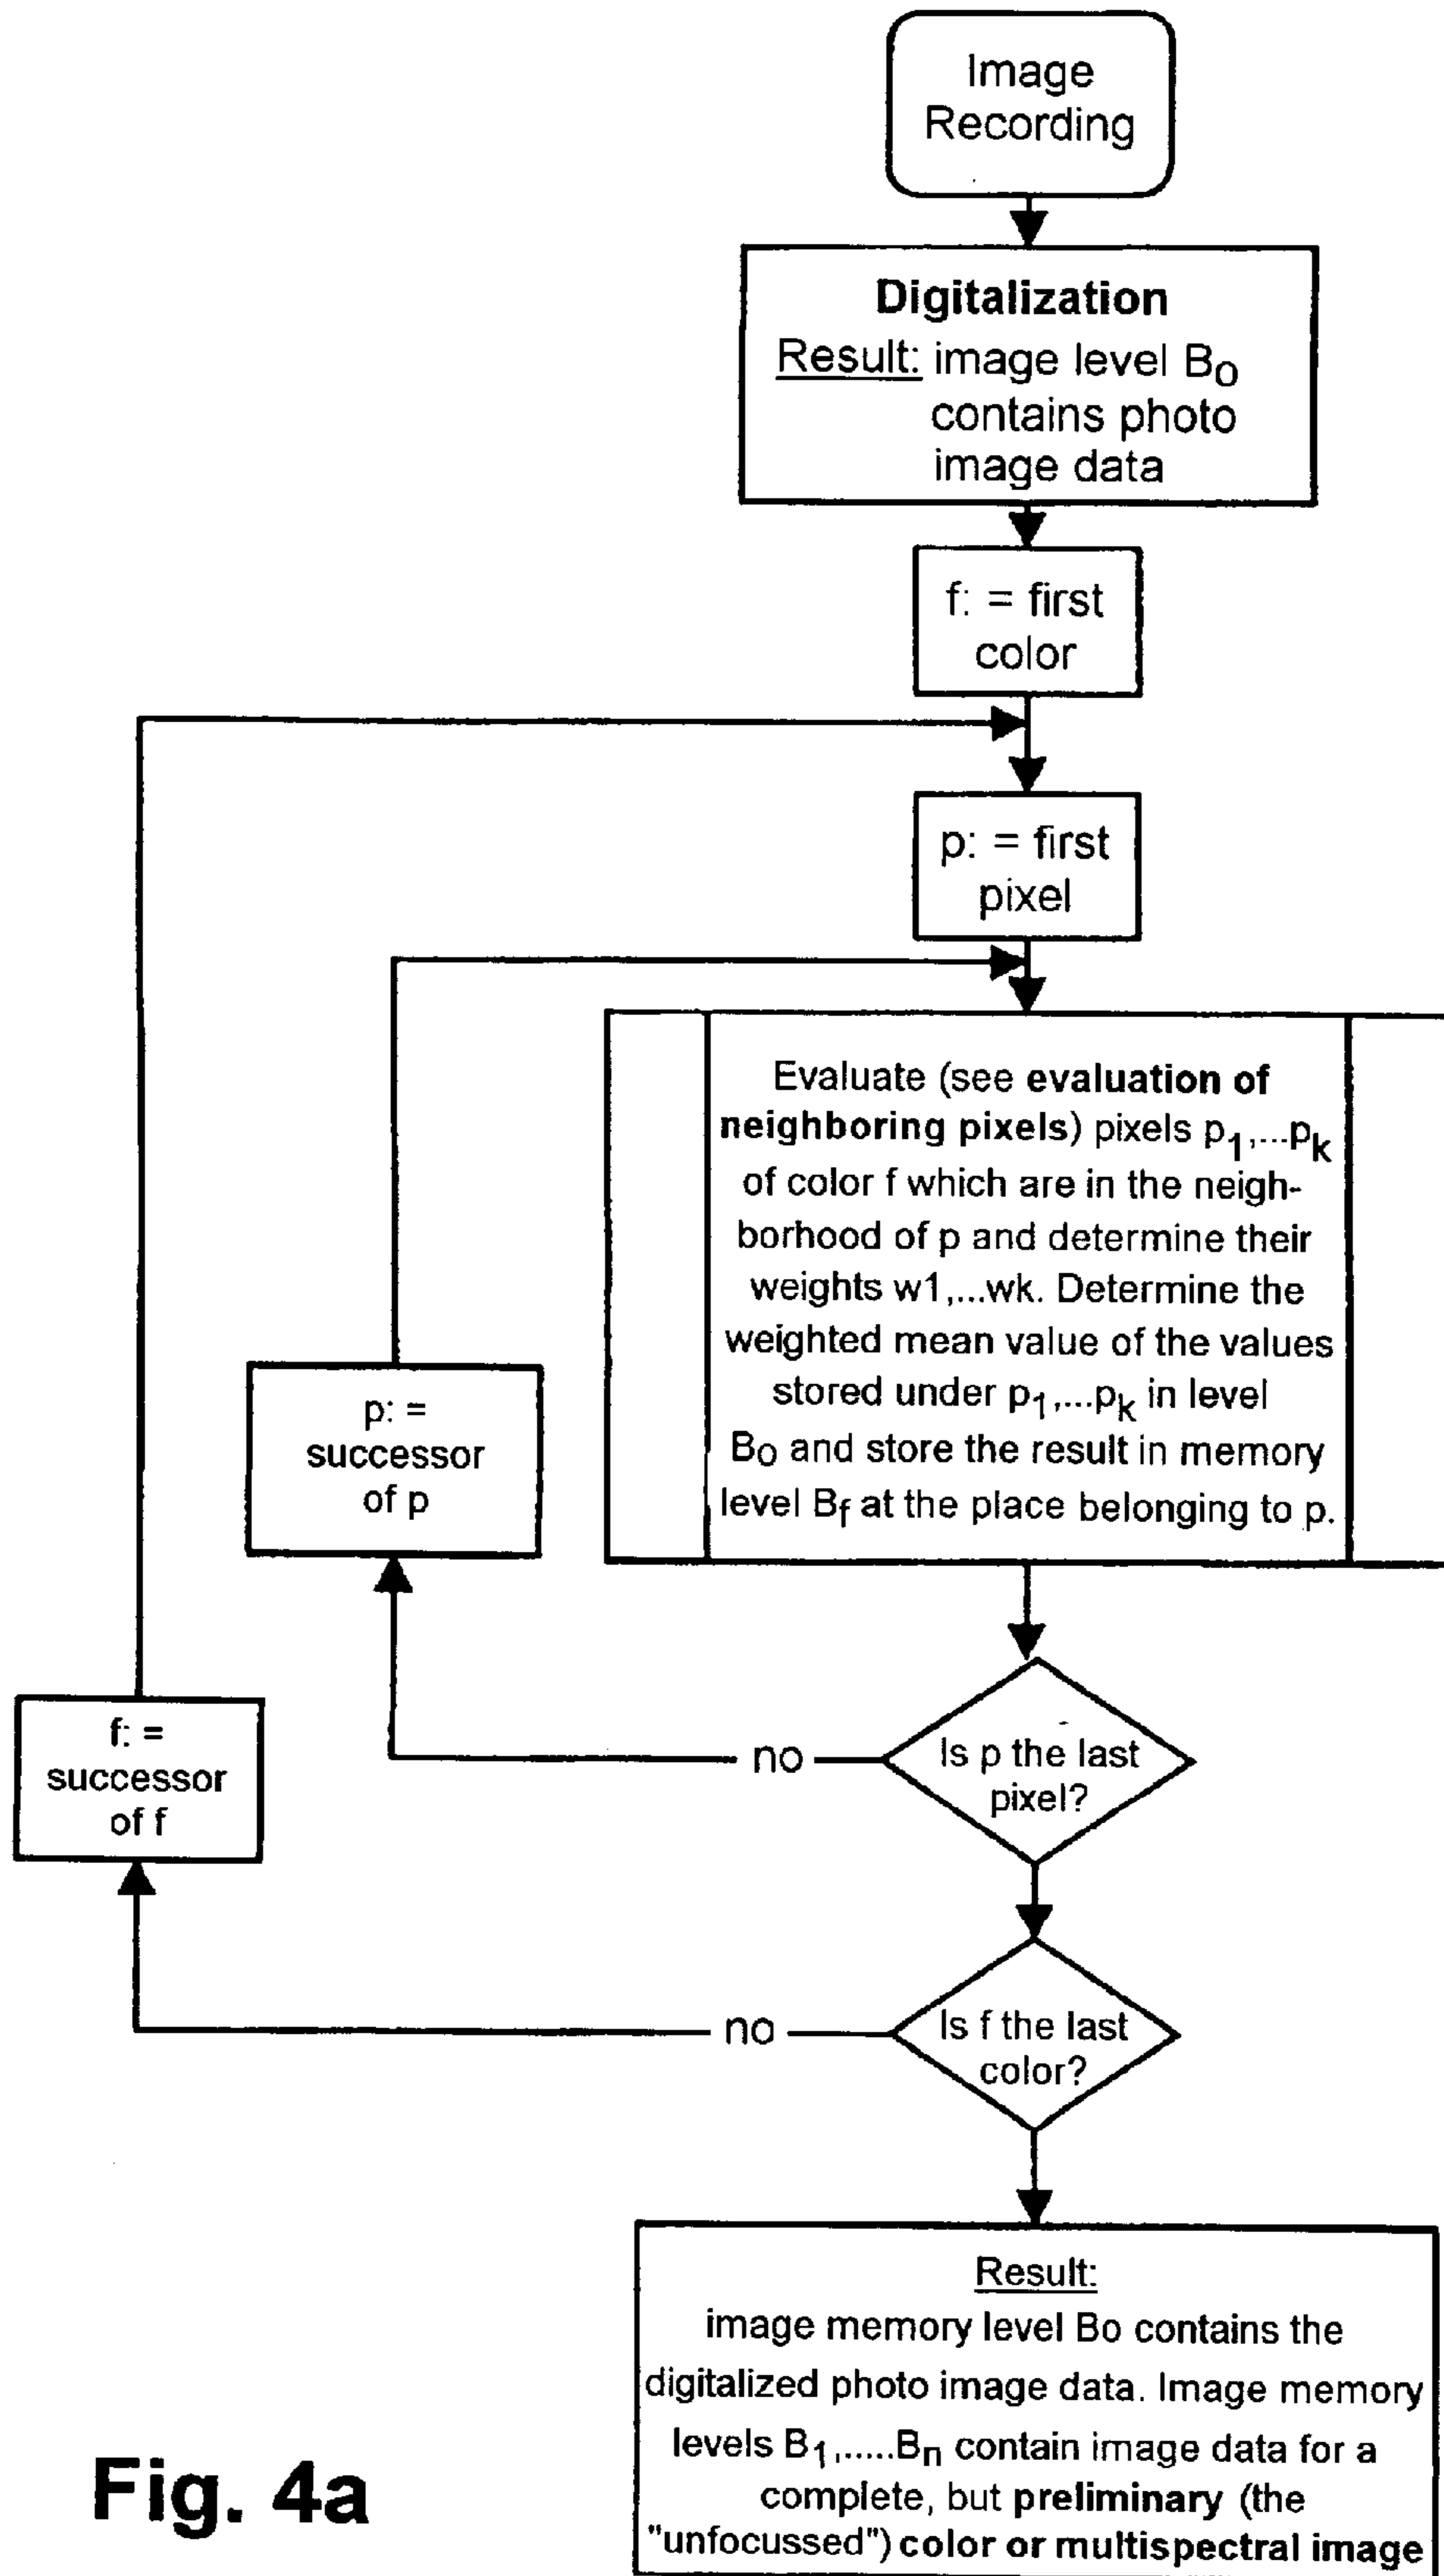 Image
Recording
Digitalization
Result: image level B₀
contains photo
image data
f: = first
color
p: = first
pixel
Evaluate (see evaluation of
neighboring pixels) pixels p₁,...pₖ
of color f which are in the neigh-
borhood of p and determine their
weights w1,...wk. Determine the
weighted mean value of the values
stored under p₁,...pₖ in level
B₀ and store the result in memory
level B_f at the place belonging to p.
p: =
successor
of p
f: =
successor
of f
no
Is p the last
pixel?
no
Is f the last
color?
Result:
image memory level Bo contains the
digitalized photo image data. Image memory
levels B₁,.....Bₙ contain image data for a
complete, but preliminary (the
"unfocussed") color or multispectral image
Fig. 4a